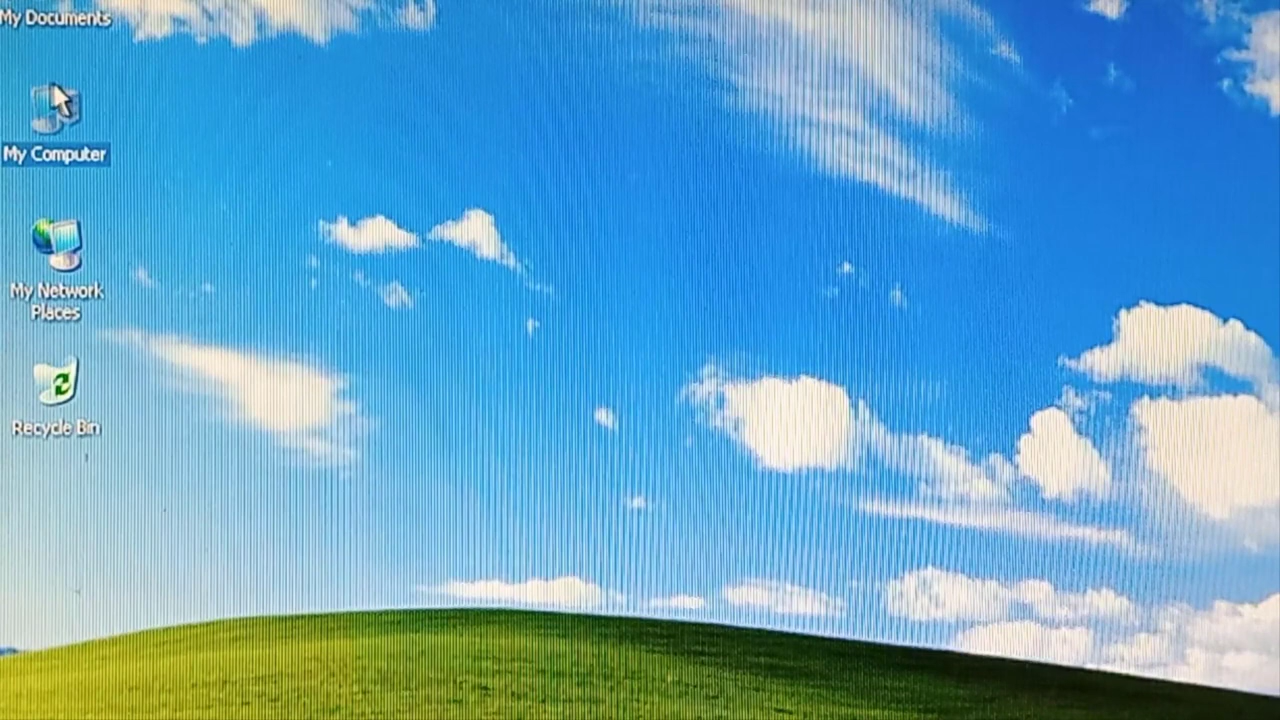 My Documents
My Computer
My Network
Places
Recycle Bin